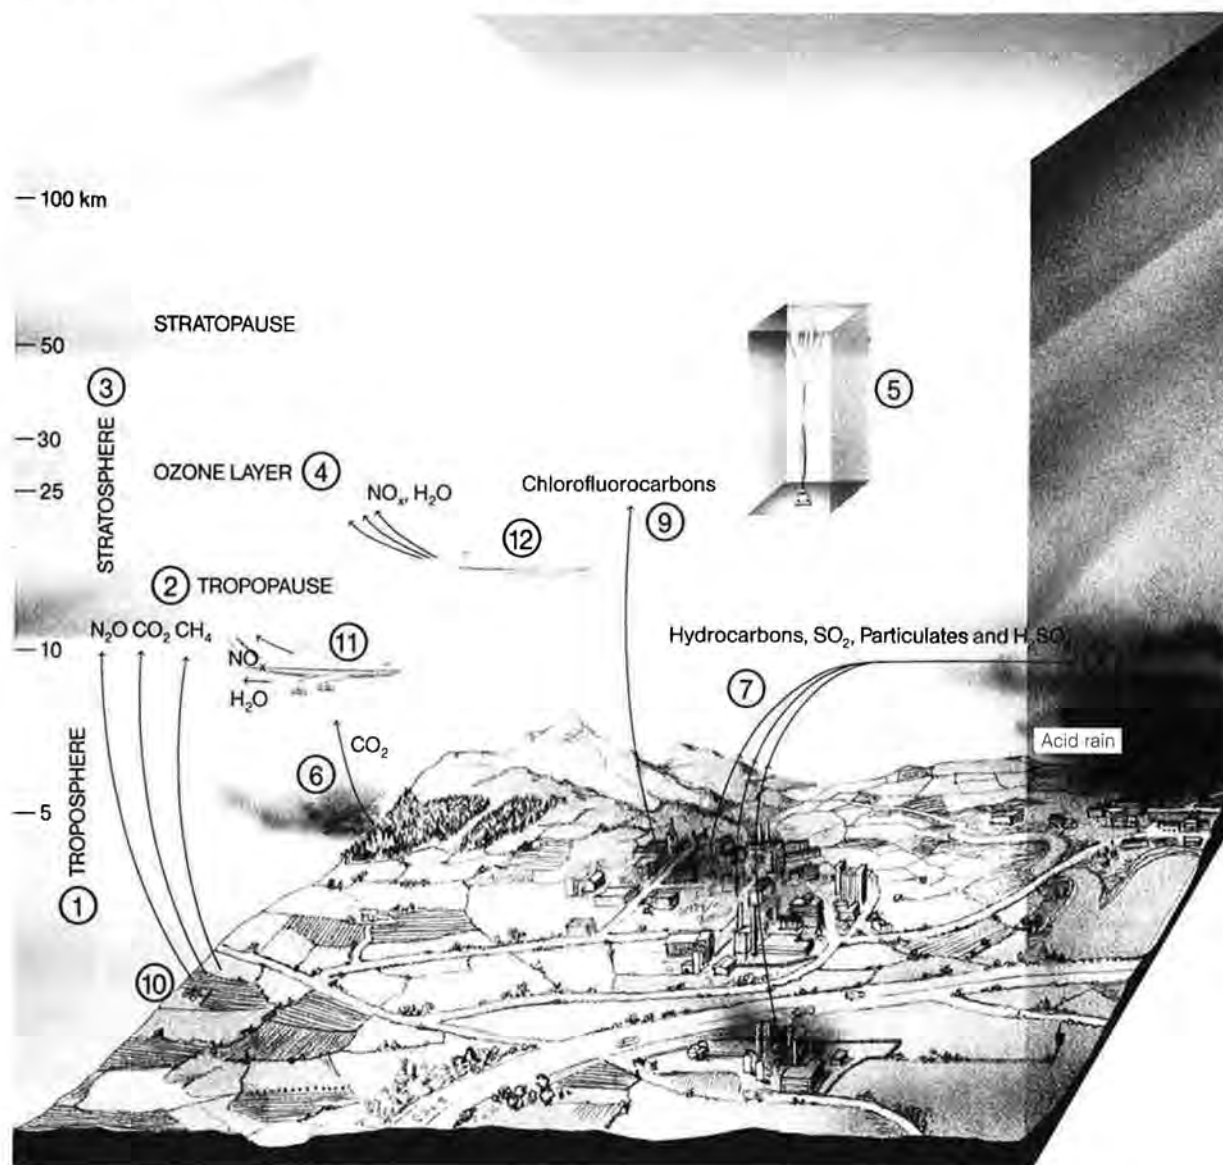 100 km
STRATOPAUSE
50
3
5
30
STRATOSPHERE
OZONE LAYER 4
25
NOx, H2O
Chlorofluorocarbons
9
12
2 TROPOPAUSE
N2O CO2 CH4
11
10
NOx
Hydrocarbons, SO2, Particulates and H2SO
H2O
7
CO2
6
Acid rain
5
TROPOSPHERE
1
10